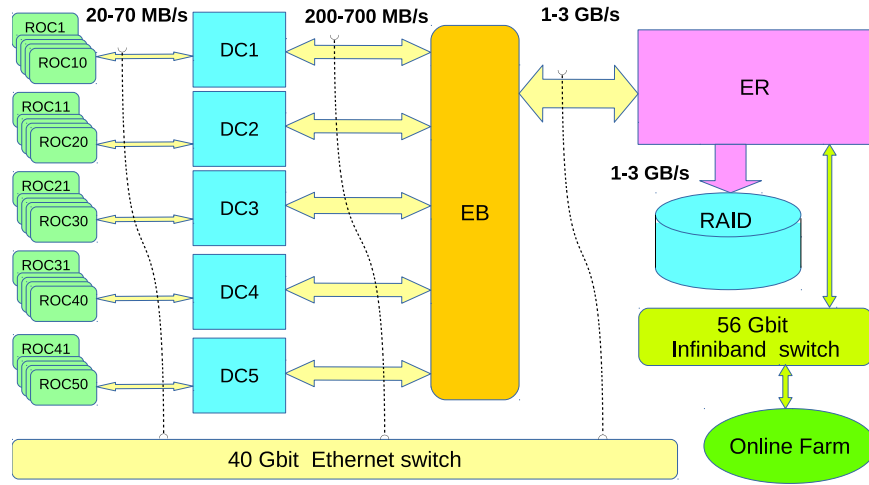 20-70 MB/s
200-700 MB/s
1-3 GB/s
ROC1
ROC10
DC1
ROC11
ROC20
DC2
ROC21
ROC30
DC3
ROC31
ROC40
DC4
ROC41
ROC50
DC5
EB
ER
1-3 GB/s
RAID
56 Gbit
Infiniband switch
Online Farm
40 Gbit Ethernet switch